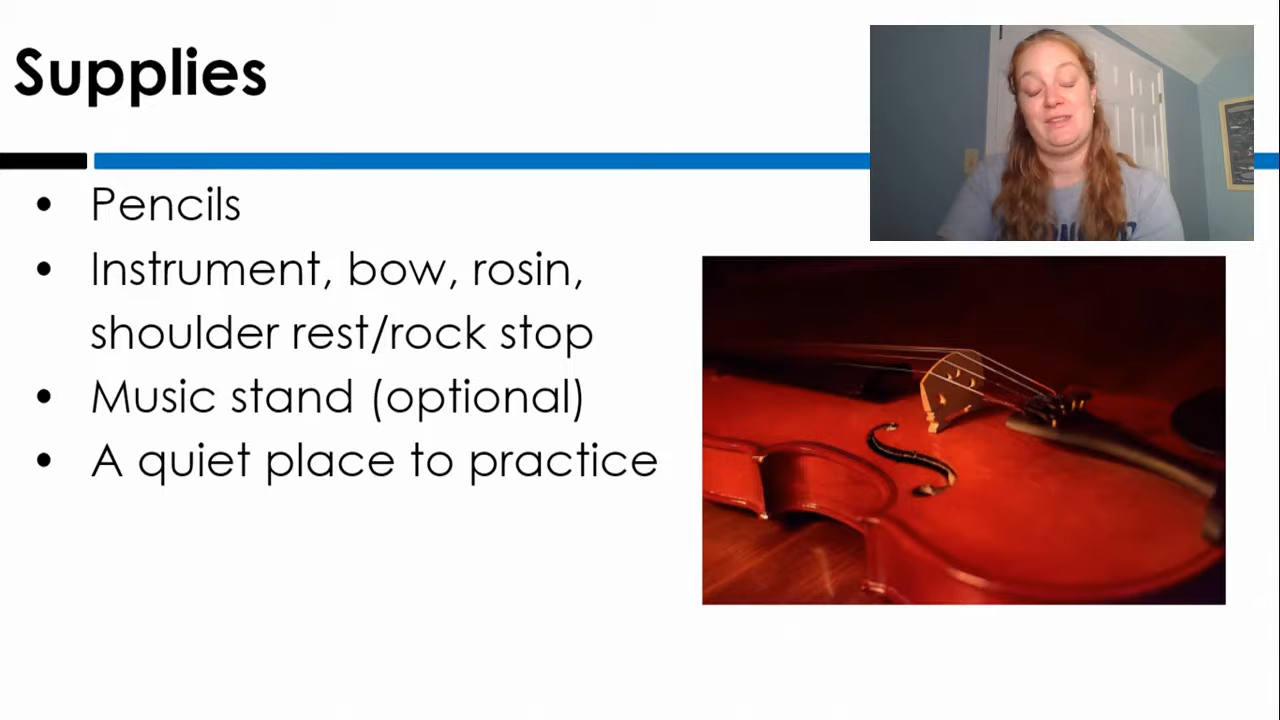 Supplies
• Pencils
• Instrument, bow, rosin,
shoulder rest/rock stop
• Music stand (optional)
• A quiet place to practice